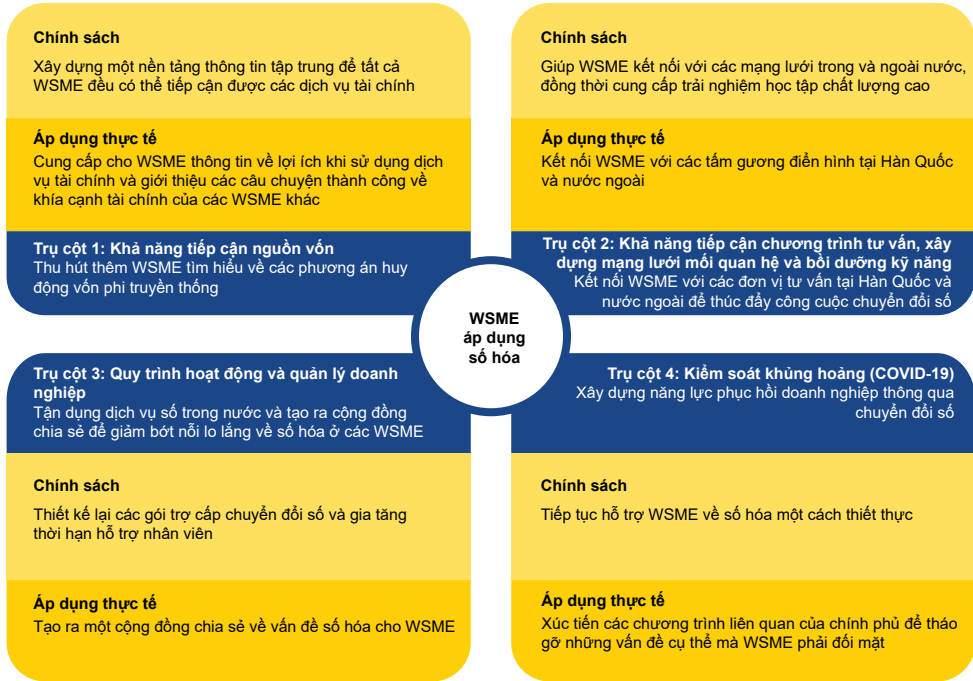 Chính sách
Xây dựng một nền tảng thông tin tập trung để tất cả
WSME đều có thể tiếp cận được các dịch vụ tài chính
Áp dụng thực tế
Cung cấp cho WSME thông tin về lợi ích khi sử dụng dịch
vụ tài chính và giới thiệu các câu chuyện thành công về
khía cạnh tài chính của các WSME khác
Trụ cột 1: Khả năng tiếp cận nguồn vốn
Thu hút thêm WSME tìm hiểu về các phương án huy
động vốn phi truyền thống
Chính sách
Giúp WSME kết nối với các mạng lưới trong và ngoài nước,
đồng thời cung cấp trải nghiệm học tập chất lượng cao
Áp dụng thực tế
Kết nối WSME với các tấm gương điển hình tại Hàn Quốc
và nước ngoài
Trụ cột 2: Khả năng tiếp cận chương trình tư vấn, xây
dựng mạng lưới mối quan hệ và bồi dưỡng kỹ năng
Kết nối WSME với các đơn vị tư vấn tại Hàn Quốc và
nước ngoài để thúc đẩy công cuộc chuyển đổi số
WSME
áp dụng
số hóa
Trụ cột 3: Quy trình hoạt động và quản lý doanh
nghiệp
Tận dụng dịch vụ số trong nước và tạo ra cộng đồng
chia sẻ để giảm bớt nỗi lo lắng về số hóa ở các WSME
Chính sách
Thiết kế lại các gói trợ cấp chuyển đổi số và gia tăng
thời hạn hỗ trợ nhân viên
Áp dụng thực tế
Tạo ra một cộng đồng chia sẻ về vấn đề số hóa cho WSME
Trụ cột 4: Kiểm soát khủng hoảng (COVID-19)
Xây dựng năng lực phục hồi doanh nghiệp thông qua
chuyển đổi số
Chính sách
Tiếp tục hỗ trợ WSME về số hóa một cách thiết thực
Áp dụng thực tế
Xúc tiến các chương trình liên quan của chính phủ để tháo
gỡ những vấn đề cụ thể mà WSME phải đối mặt